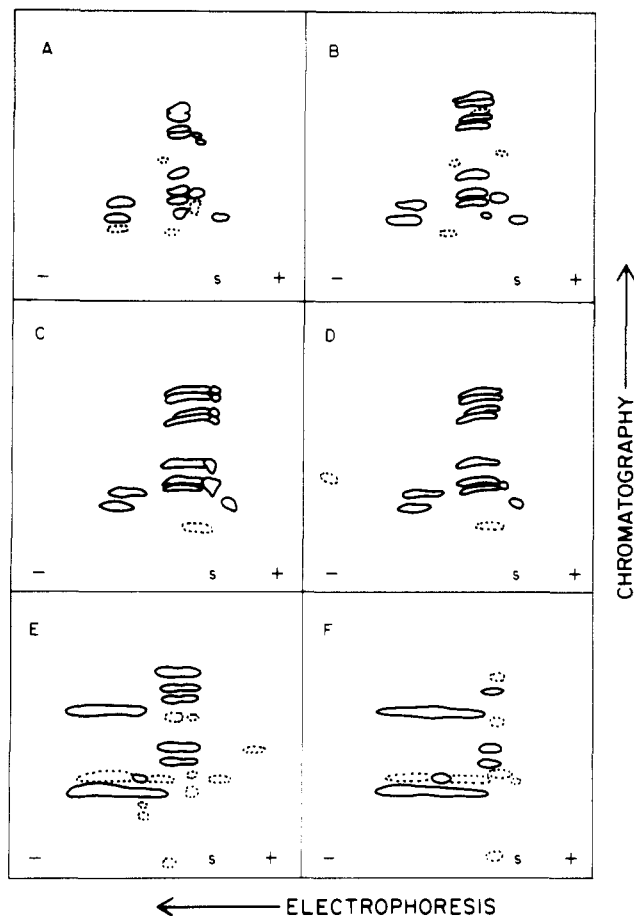 A
B
- s +
- s +
C
D
- s +
- s +
E
F
- s +
- s +
CHROMATOGRAPHY
ELECTROPHORESIS